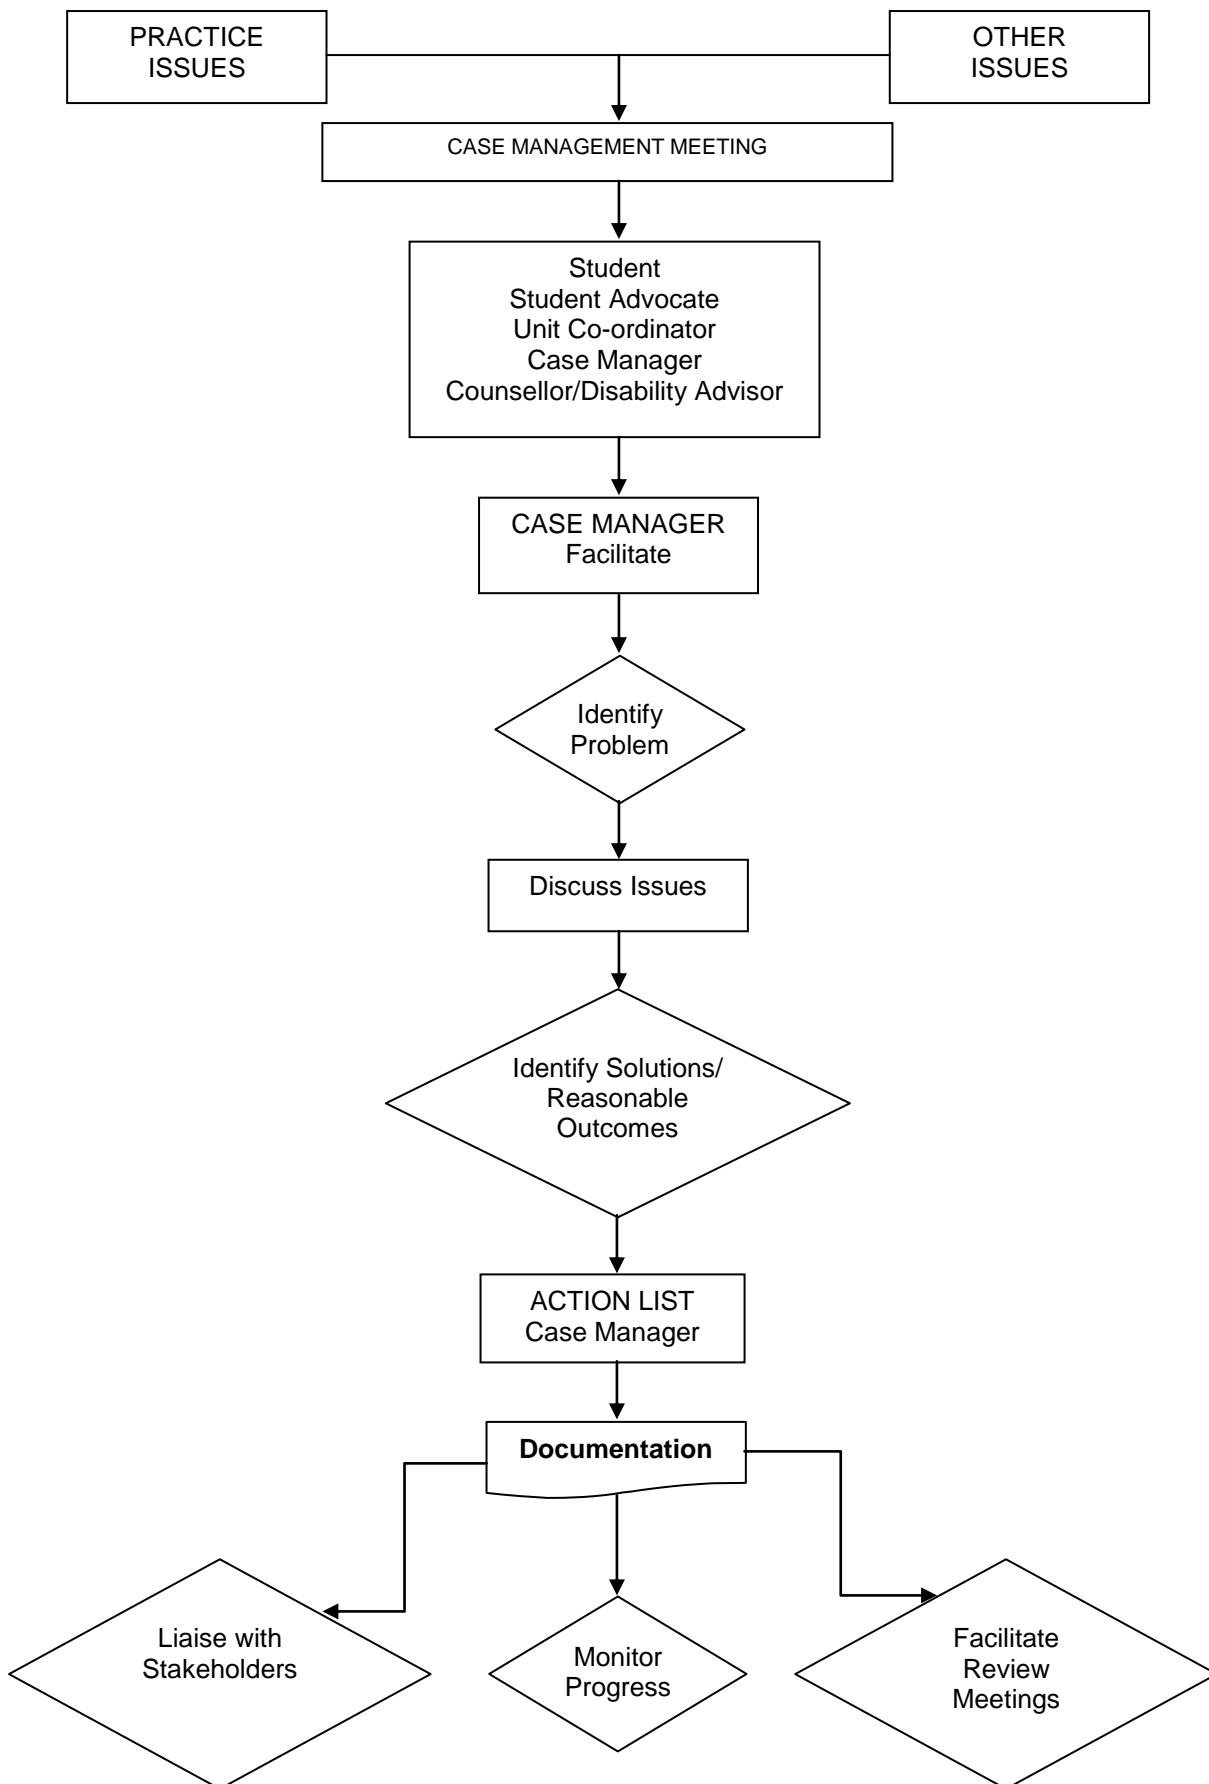 PRACTICE
ISSUES
OTHER
ISSUES
CASE MANAGEMENT MEETING
Student
Student Advocate
Unit Co-ordinator
Case Manager
Counsellor/Disability Advisor
CASE MANAGER
Facilitate
Identify
Problem
Discuss Issues
Identify Solutions/
Reasonable
Outcomes
ACTION LIST
Case Manager
Documentation
Liaise with
Stakeholders
Monitor
Progress
Facilitate
Review
Meetings